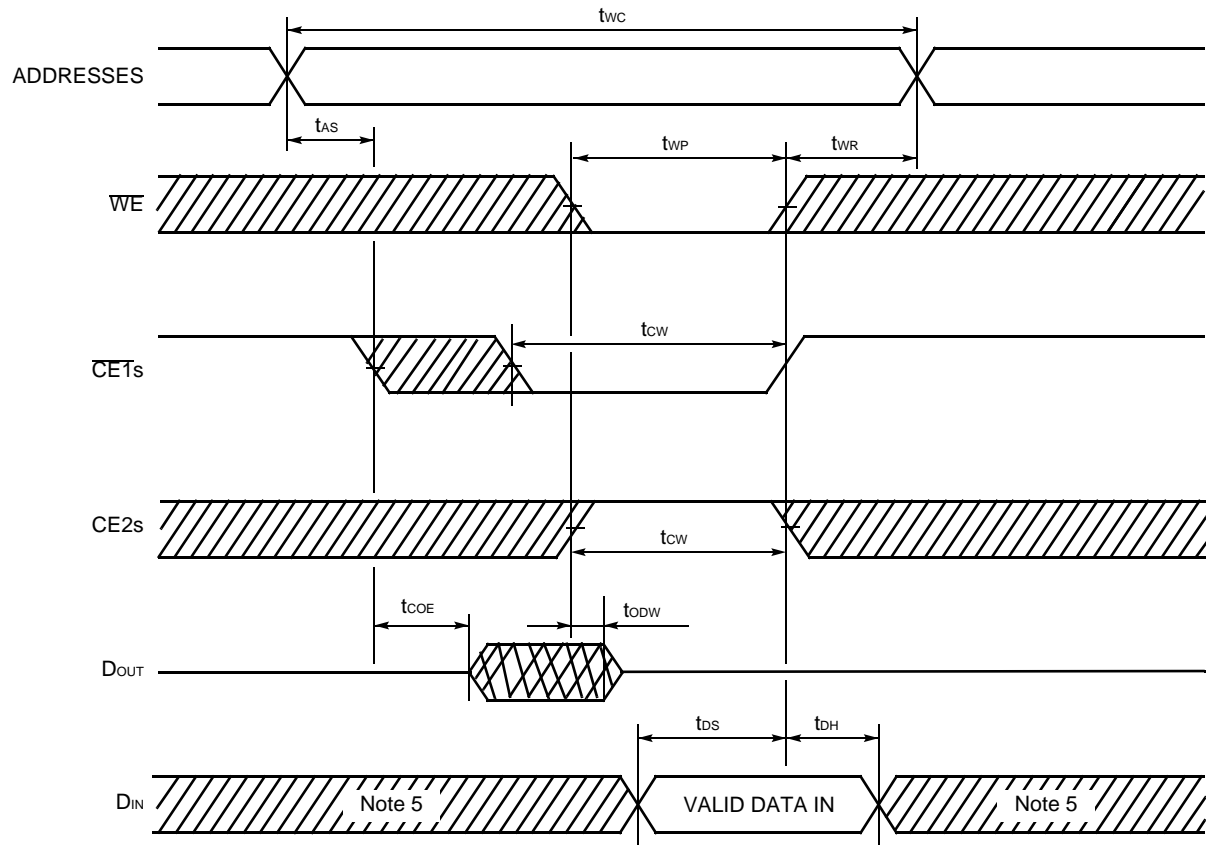 tWC
ADDRESSES
tAS
tWP
tWR
WE
tCW
CE1s
CE2s
tCW
tCOE
tODW
DOUT
tDS
tDH
DIN
Note 5
VALID DATA IN
Note 5